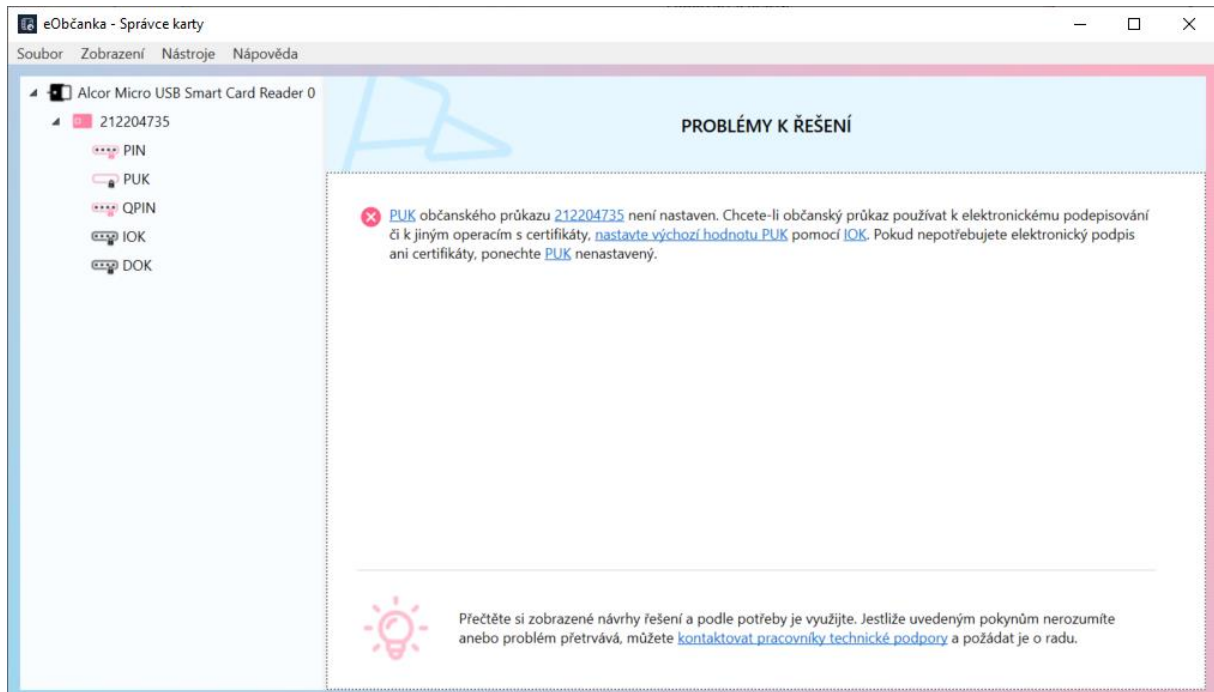 eObčanka - Správce karty
Soubor Zobrazení Nástroje Nápověda
Alcor Micro USB Smart Card Reader 0
212204735
PIN
PUK
QPIN
IOK
DOK
PROBLÉMY K ŘEŠENÍ
PUK občanského průkazu 212204735 není nastaven. Chcete-li občanský průkaz používat k elektronickému podepisování
či k jiným operacím s certifikáty, nastavte výchozí hodnotu PUK pomocí IOK. Pokud nepotřebujete elektronický podpis
ani certifikáty, ponechte PUK nenastavený.
Přečtěte si zobrazené návrhy řešení a podle potřeby je využijte. Jestliže uvedeným pokynům nerozumíte
anebo problém přetrvává, můžete kontaktovat pracovníky technické podpory a požádat je o radu.